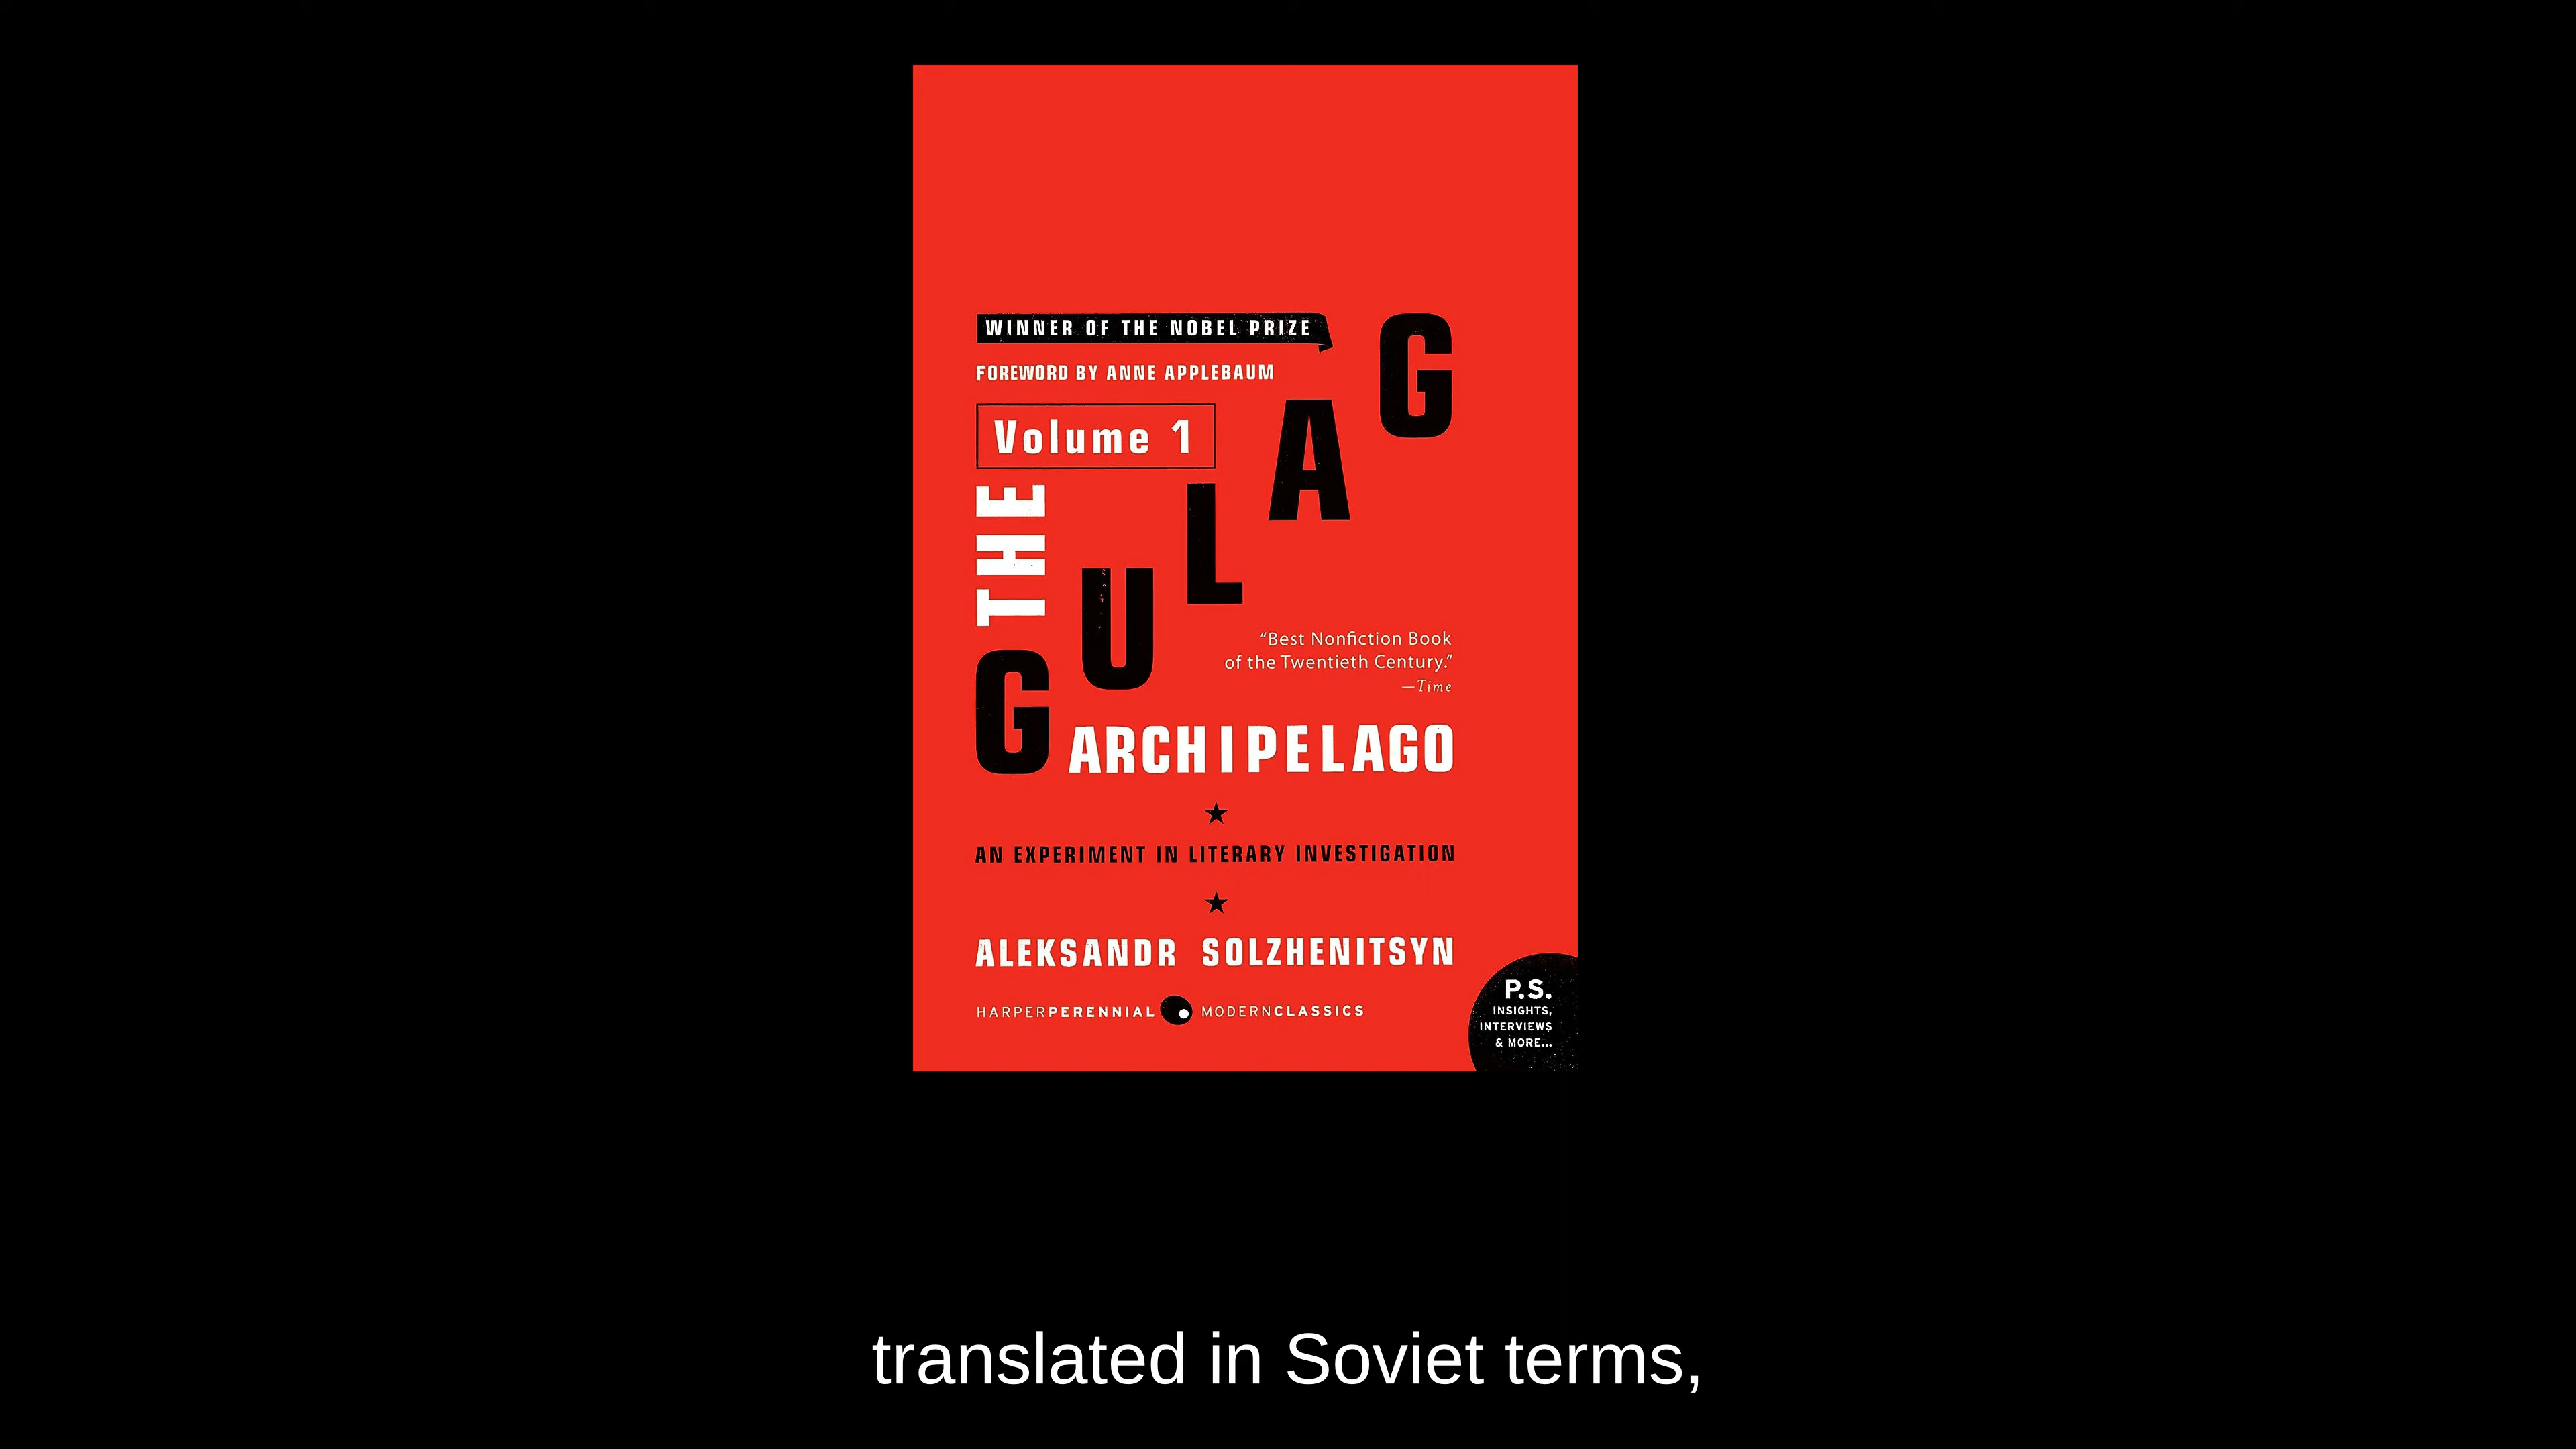 WINNER OF THE NOBEL PRIZE
FOREWORD BY ANNE APPLEBAUM
Volume 1
THE
GULAG
ARCHIPELAGO
“Best Nonfiction Book
of the Twentieth Century.”
—Time
AN EXPERIMENT IN LITERARY INVESTIGATION
ALEKSANDR SOLZHENITSYN
HARPERPERENNIAL MODERNCLASSICS
P.S.
INSIGHTS,
INTERVIEWS
& MORE...
translated in Soviet terms,